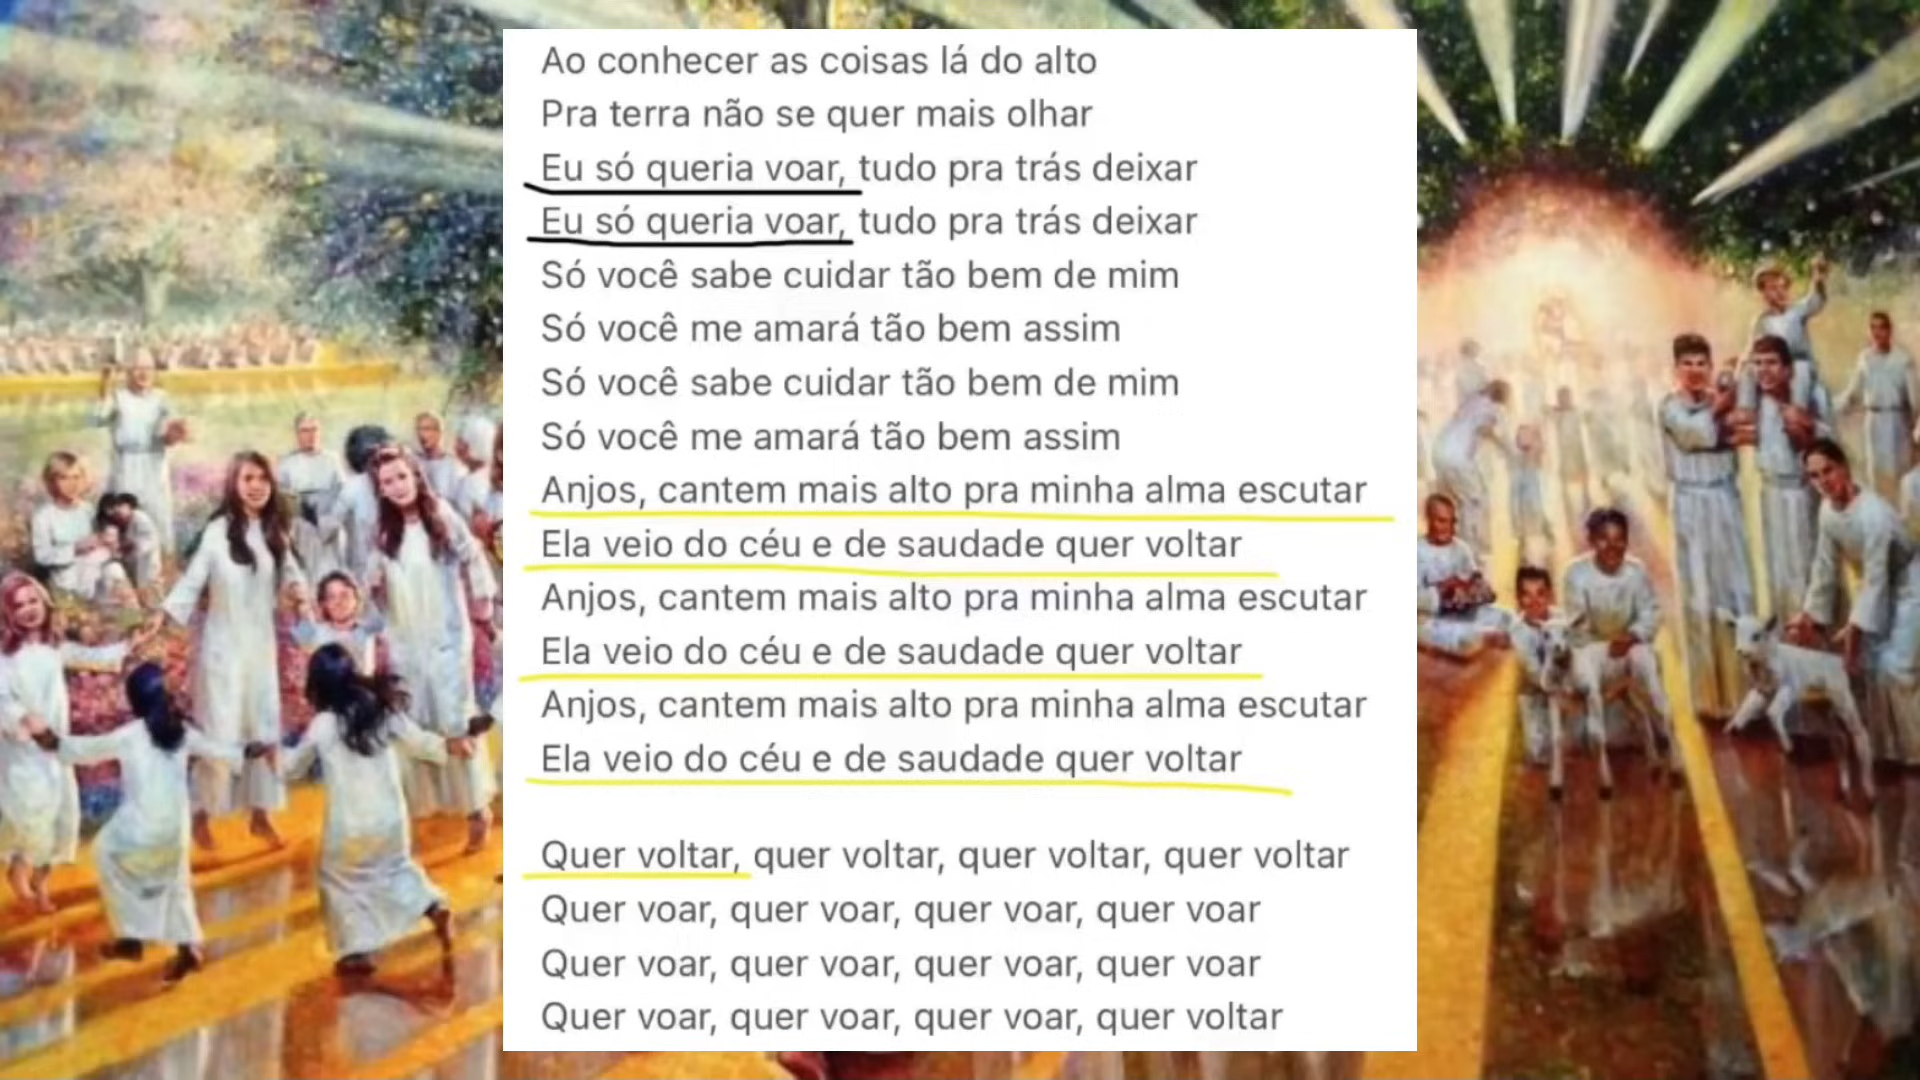 Ao conhecer as coisas lá do alto
Pra terra não se quer mais olhar
Eu só queria voar, tudo pra trás deixar
Eu só queria voar, tudo pra trás deixar
Só você sabe cuidar tão bem de mim
Só você me amará tão bem assim
Só você sabe cuidar tão bem de mim
Só você me amará tão bem assim
Anjos, cantem mais alto pra minha alma escutar
Ela veio do céu e de saudade quer voltar
Anjos, cantem mais alto pra minha alma escutar
Ela veio do céu e de saudade quer voltar
Anjos, cantem mais alto pra minha alma escutar
Ela veio do céu e de saudade quer voltar
Quer voltar, quer voltar, quer voltar, quer voltar
Quer voar, quer voar, quer voar, quer voar
Quer voar, quer voar, quer voar, quer voar
Quer voar, quer voar, quer voar, quer voltar